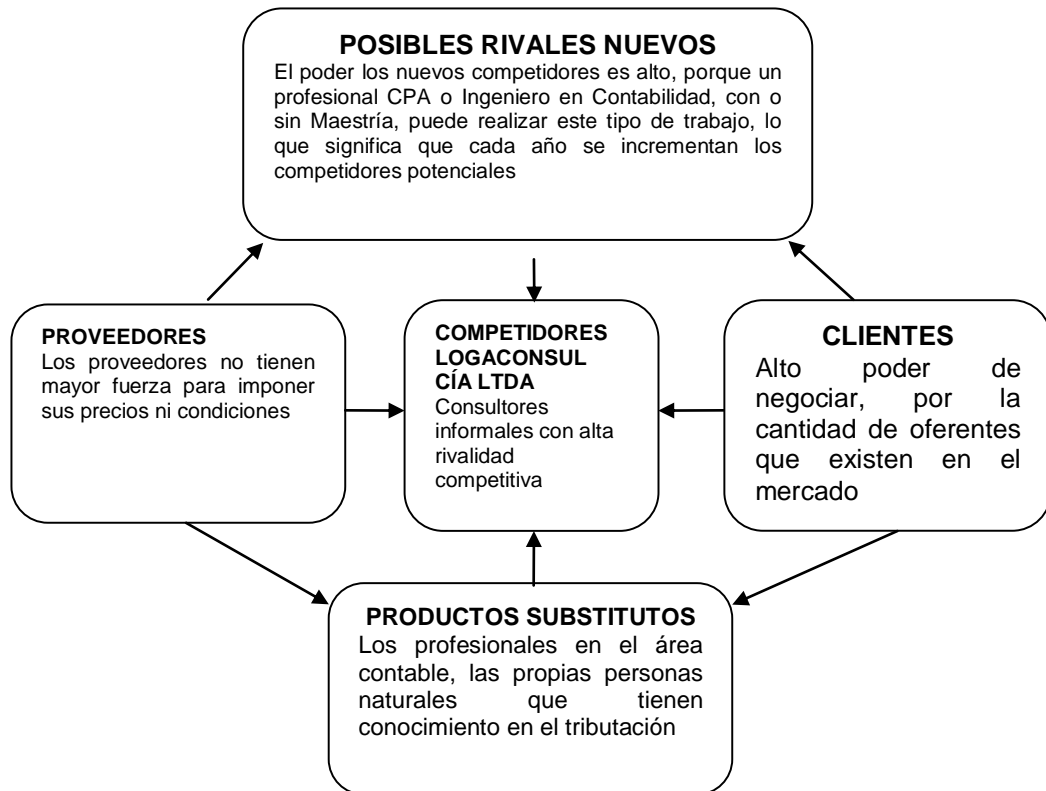 POSIBLES RIVALES NUEVOS
El poder los nuevos competidores es alto, porque un
profesional CPA o Ingeniero en Contabilidad, con o
sin Maestría, puede realizar este tipo de trabajo, lo
que significa que cada año se incrementan los
competidores potenciales
PROVEEDORES
Los proveedores no tienen
mayor fuerza para imponer
sus precios ni condiciones
COMPETIDORES
LOGACONSUL
CÍA LTDA
Consultores
informales con alta
rivalidad
competitiva
CLIENTES
Alto poder de
negociar, por la
cantidad de oferentes
que existen en el
mercado
PRODUCTOS SUBSTITUTOS
Los profesionales en el área
contable, las propias personas
naturales que tienen
conocimiento en el tributación